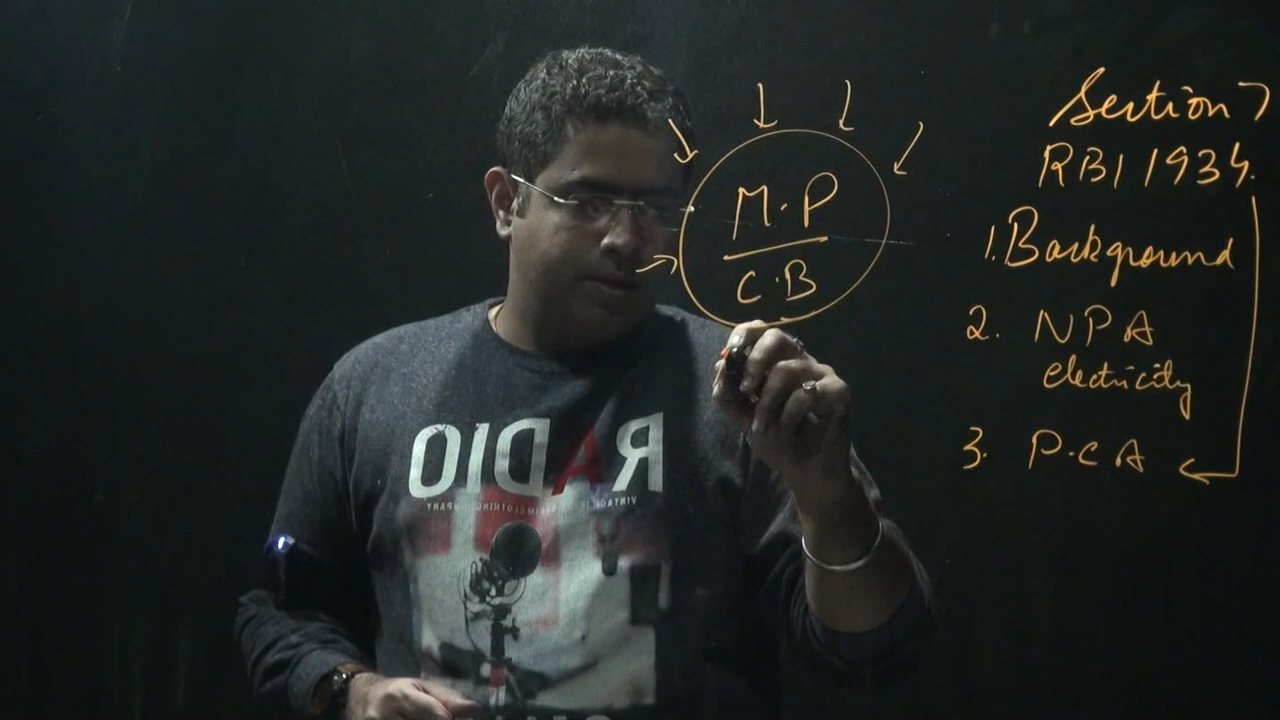 Section 7
RBI 1934.
1. Background
2. NPA
electricity
3. P.C A
M.P
C.B
RADIO